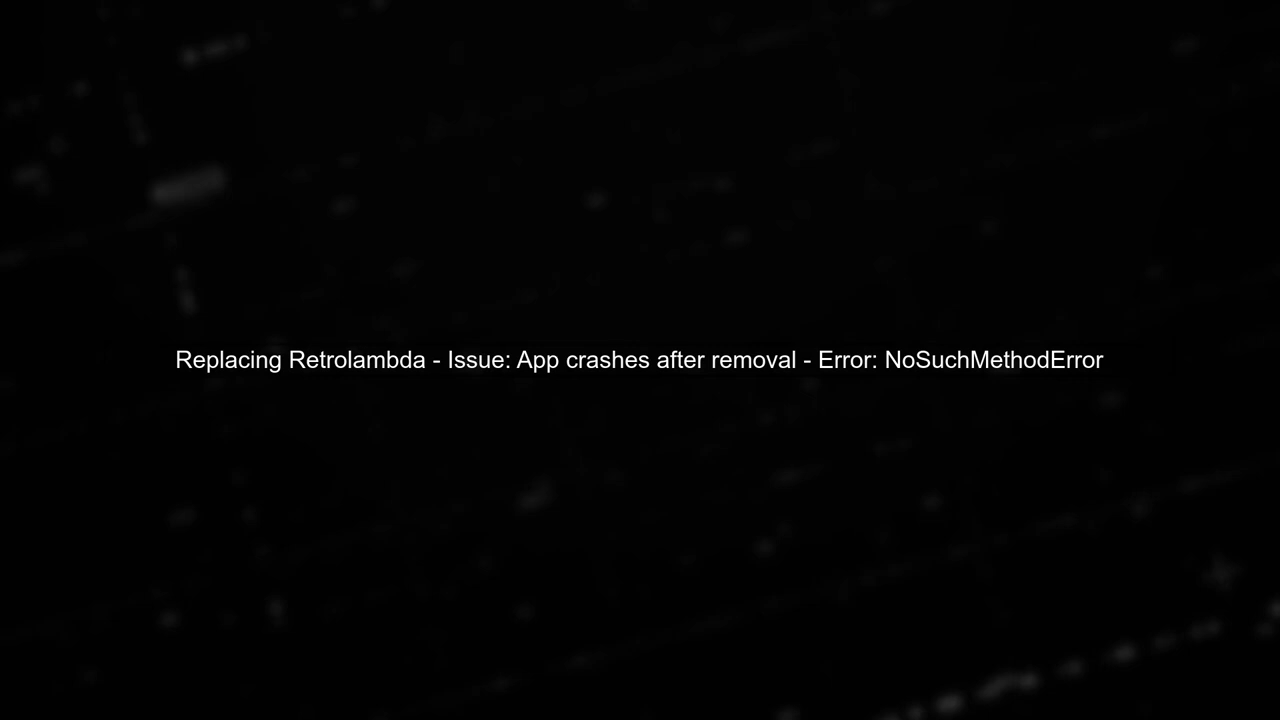 Replacing Retrolambda - Issue: App crashes after removal - Error: NoSuchMethodError